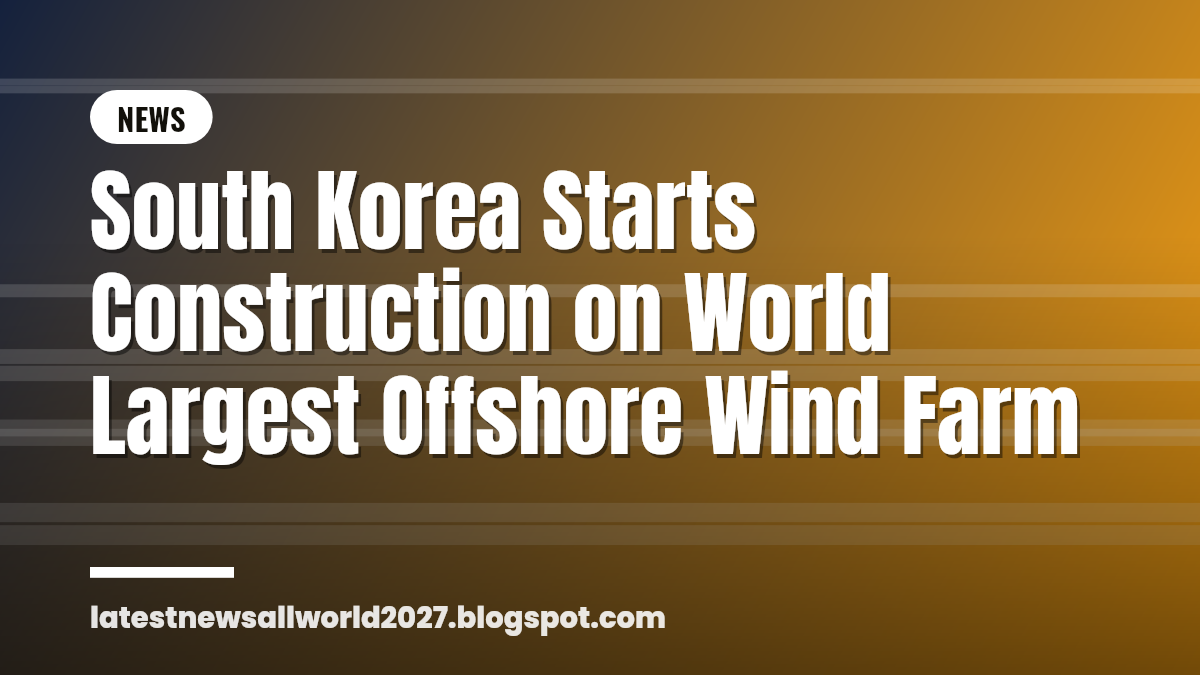 NEWS
South Korea Starts
Construction on World
Largest Offshore Wind Farm
latestnewsallworld2027.blogspot.com